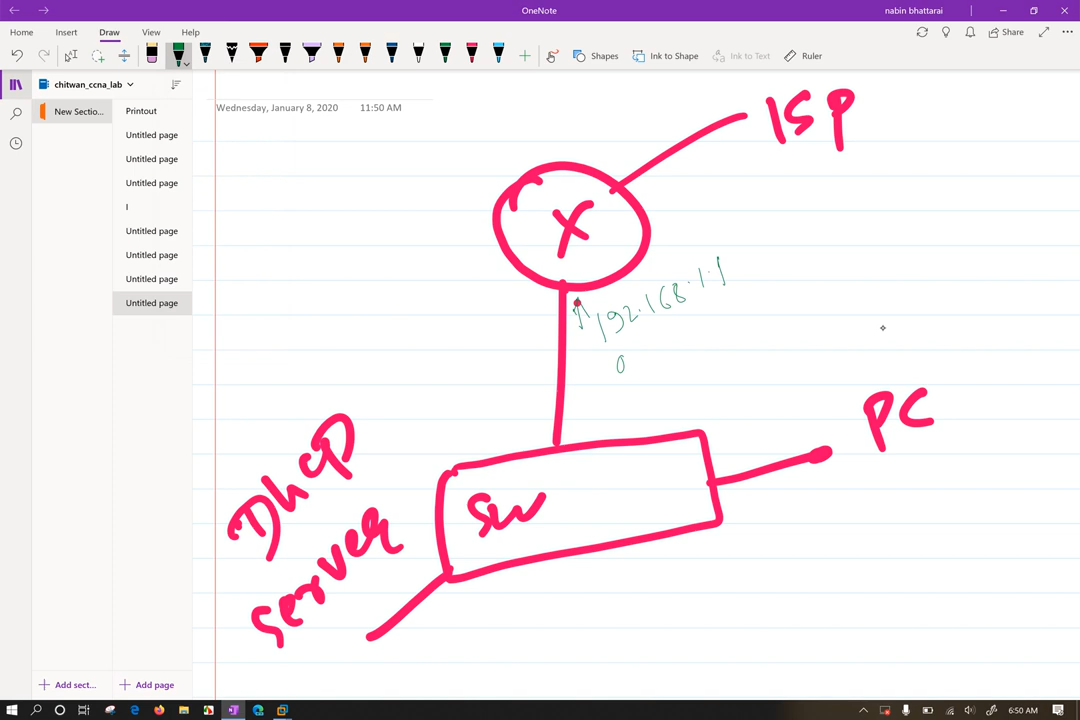 OneNote
nabin bhattarai
Home
Insert
Draw
View
Help
Share
Shapes
Ink to Shape
Ink to Text
Ruler
chitwan_ccna_lab
New Sectio...
Printout
Untitled page
Untitled page
Untitled page
I
Untitled page
Untitled page
Untitled page
Untitled page
Wednesday, January 8, 2020
11:50 AM
ISP
X
192.168.1.1
0
PC
DhcP
Server
SW
Add sect...
Add page
6:50 AM